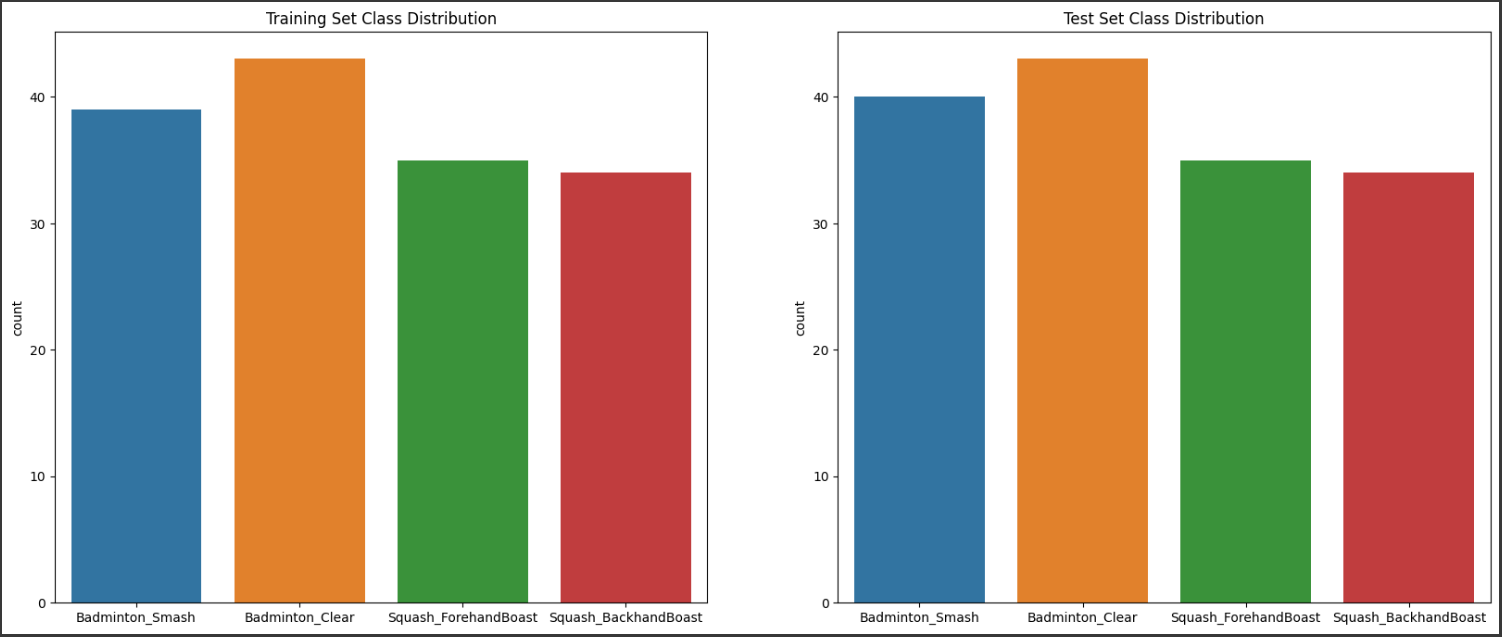 Training Set Class Distribution
count
40
30
20
10
0
Badminton_Smash Badminton_Clear Squash_ForehandBoast Squash_BackhandBoast
Test Set Class Distribution
count
40
30
20
10
0
Badminton_Smash Badminton_Clear Squash_ForehandBoast Squash_BackhandBoast